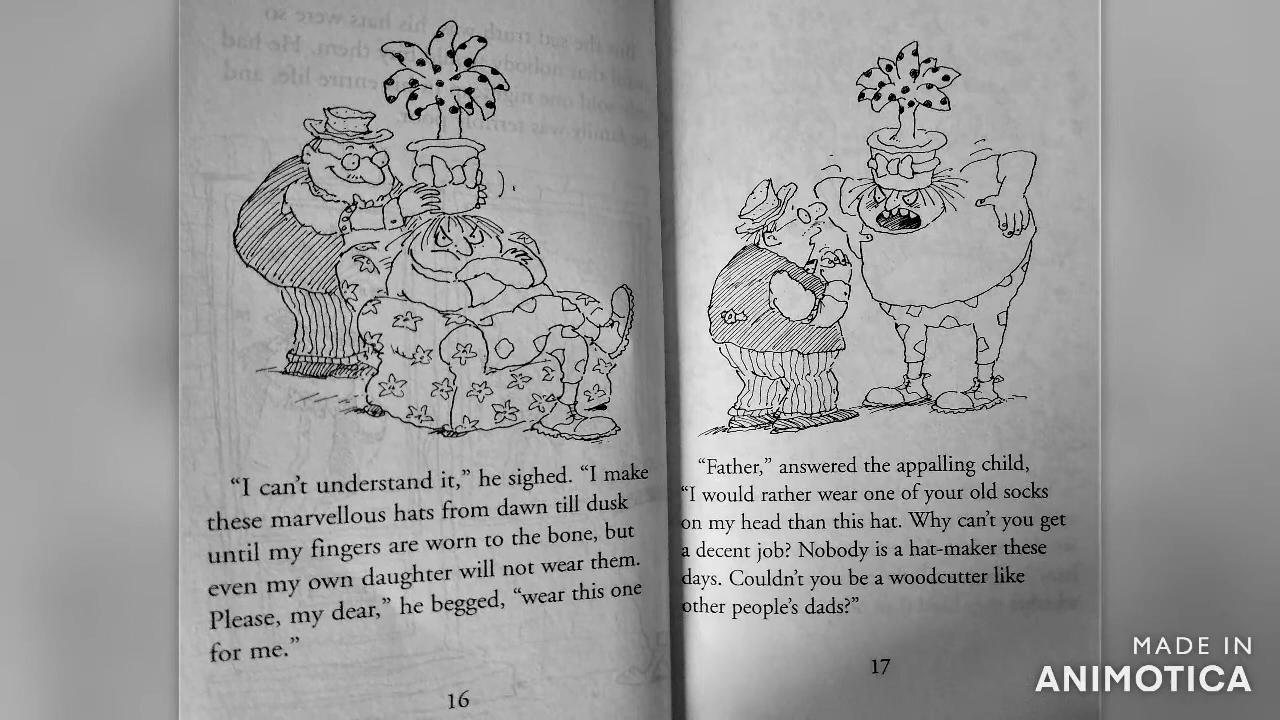 “I can’t understand it,” he sighed. “I make
these marvellous hats from dawn till dusk
until my fingers are worn to the bone, but
even my own daughter will not wear them.
Please, my dear,” he begged, “wear this one
for me.”
16
“Father,” answered the appalling child,
“I would rather wear one of your old socks
on my head than this hat. Why can’t you get
a decent job? Nobody is a hat-maker these
days. Couldn’t you be a woodcutter like
other people’s dads?”
17
MADE IN
ANIMOTICA